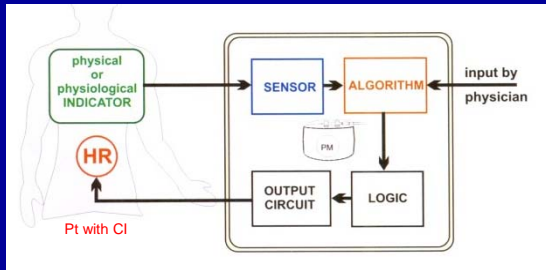 physical
or
physiological
INDICATOR
SENSOR
ALGORITHM
input by
physician
HR
PM
OUTPUT
CIRCUIT
LOGIC
Pt with CI